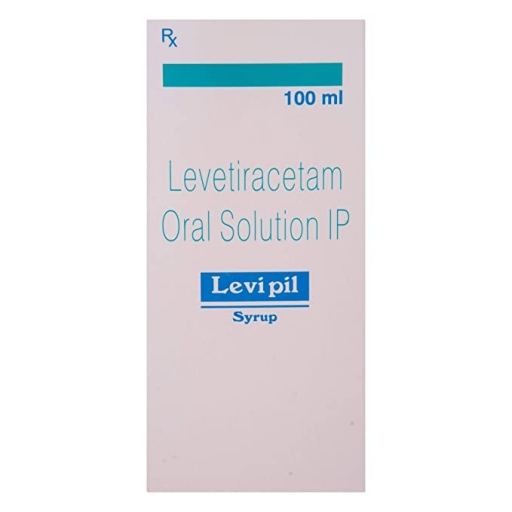 Rx
100 ml
Levetiracetam
Oral Solution IP
Levipil
Syrup